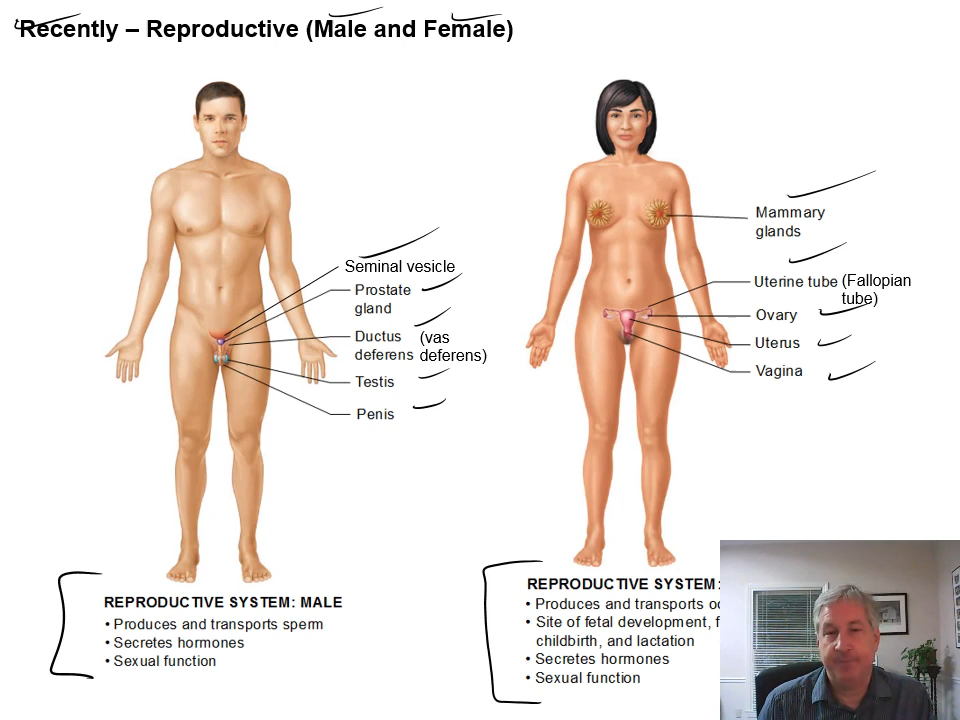 Recently – Reproductive (Male and Female)
Seminal vesicle
Prostate
gland
Ductus
deferens
(vas
deferens)
Testis
Penis
Mammary
glands
Uterine tube
(Fallopian
tube)
Ovary
Uterus
Vagina
REPRODUCTIVE SYSTEM: MALE
• Produces and transports sperm
• Secretes hormones
• Sexual function
REPRODUCTIVE SYSTEM:
• Produces and transports
• Site of fetal development,
childbirth, and lactation
• Secretes hormones
• Sexual function